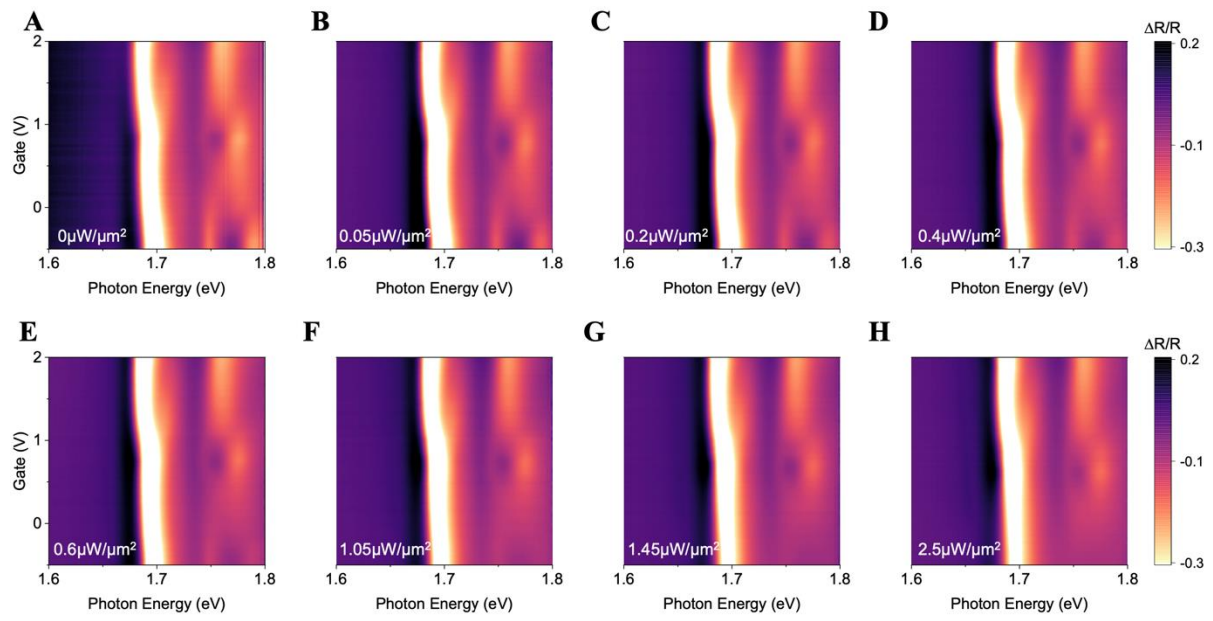 A B C D
ΔR/R
2 0.2
1 -0.1
Gate (V)
0
0µW/µm² 0.05µW/µm² 0.2µW/µm² 0.4µW/µm² -0.3
1.6 1.7 1.8 1.6 1.7 1.8 1.6 1.7 1.8 1.6 1.7 1.8
Photon Energy (eV) Photon Energy (eV) Photon Energy (eV) Photon Energy (eV)
E F G H
ΔR/R
2 0.2
1 -0.1
Gate (V)
0
0.6µW/µm² 1.05µW/µm² 1.45µW/µm² 2.5µW/µm² -0.3
1.6 1.7 1.8 1.6 1.7 1.8 1.6 1.7 1.8 1.6 1.7 1.8
Photon Energy (eV) Photon Energy (eV) Photon Energy (eV) Photon Energy (eV)